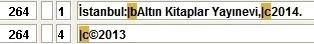 264 1 İstanbul:|bAltın Kitaplar Yayınevi,|c2014.
264 4 |c©2013